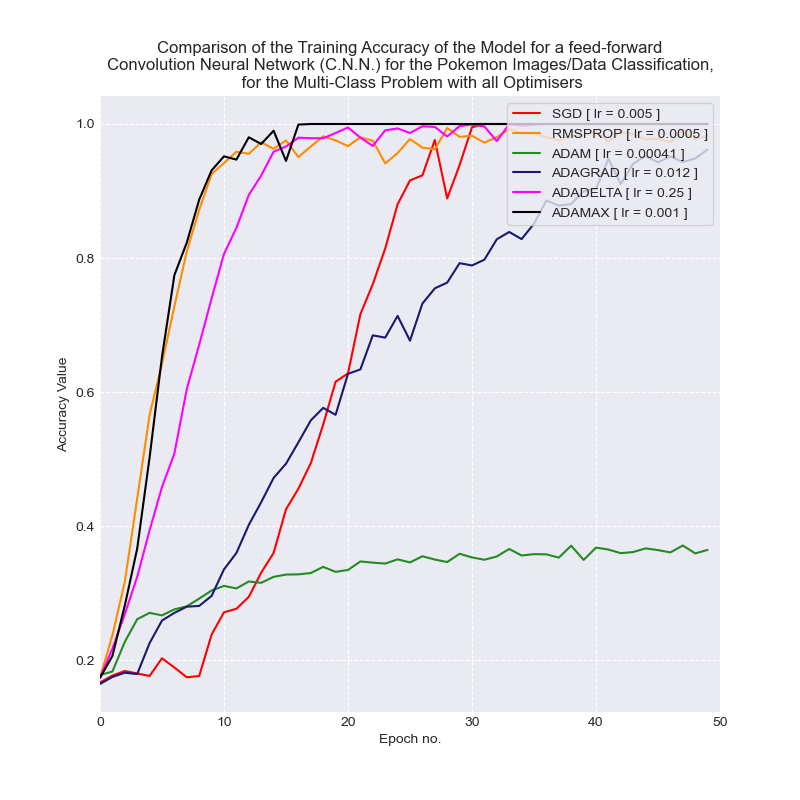 Comparison of the Training Accuracy of the Model for a feed-forward
Convolution Neural Network (C.N.N.) for the Pokemon Images/Data Classification,
for the Multi-Class Problem with all Optimisers
SGD [ lr = 0.005 ]
RMSPROP [ lr = 0.0005 ]
ADAM [ lr = 0.00041 ]
ADAGRAD [ lr = 0.012 ]
ADADELTA [ lr = 0.25 ]
ADAMAX [ lr = 0.001 ]
1.0
0.8
0.6
0.4
0.2
Accuracy Value
0 10 20 30 40 50
Epoch no.